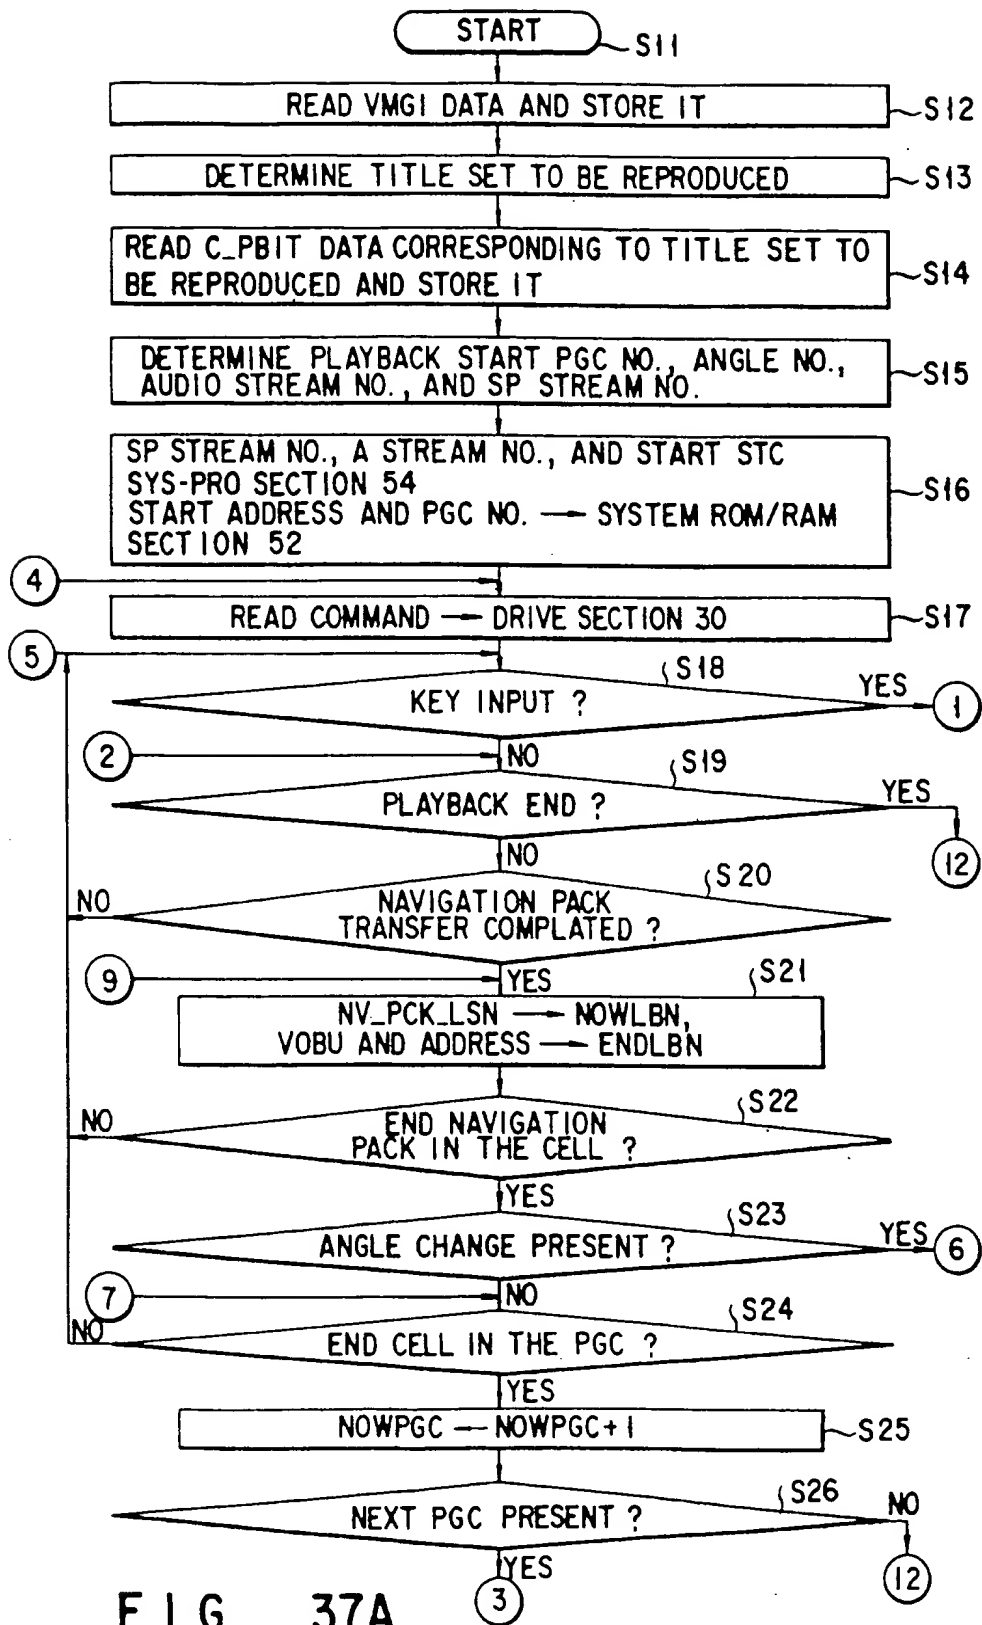 START
S11
READ VMGI DATA AND STORE IT
S12
DETERMINE TITLE SET TO BE REPRODUCED
S13
READ C_PBIT DATA CORRESPONDING TO TITLE SET TO
BE REPRODUCED AND STORE IT
S14
DETERMINE PLAYBACK START PGC NO., ANGLE NO.,
AUDIO STREAM NO., AND SP STREAM NO.
S15
SP STREAM NO., A STREAM NO., AND START STC
SYS-PRO SECTION 54
START ADDRESS AND PGC NO. → SYSTEM ROM/RAM
SECTION 52
S16
4
READ COMMAND → DRIVE SECTION 30
S17
5
S18
KEY INPUT ?
YES
1
2
NO
S19
PLAYBACK END ?
YES
12
NO
S20
NO
NAVIGATION PACK
TRANSFER COMPLATED ?
9
YES
S21
NV_PCK_LSN → NOWLBN,
VOBU AND ADDRESS → ENDLBN
S22
NO
END NAVIGATION
PACK IN THE CELL ?
YES
S23
ANGLE CHANGE PRESENT ?
YES
6
7
NO
S24
NO
END CELL IN THE PGC ?
YES
NOWPGC ← NOWPGC+1
S25
S26
NEXT PGC PRESENT ?
NO
12
YES
3
FIG 37A